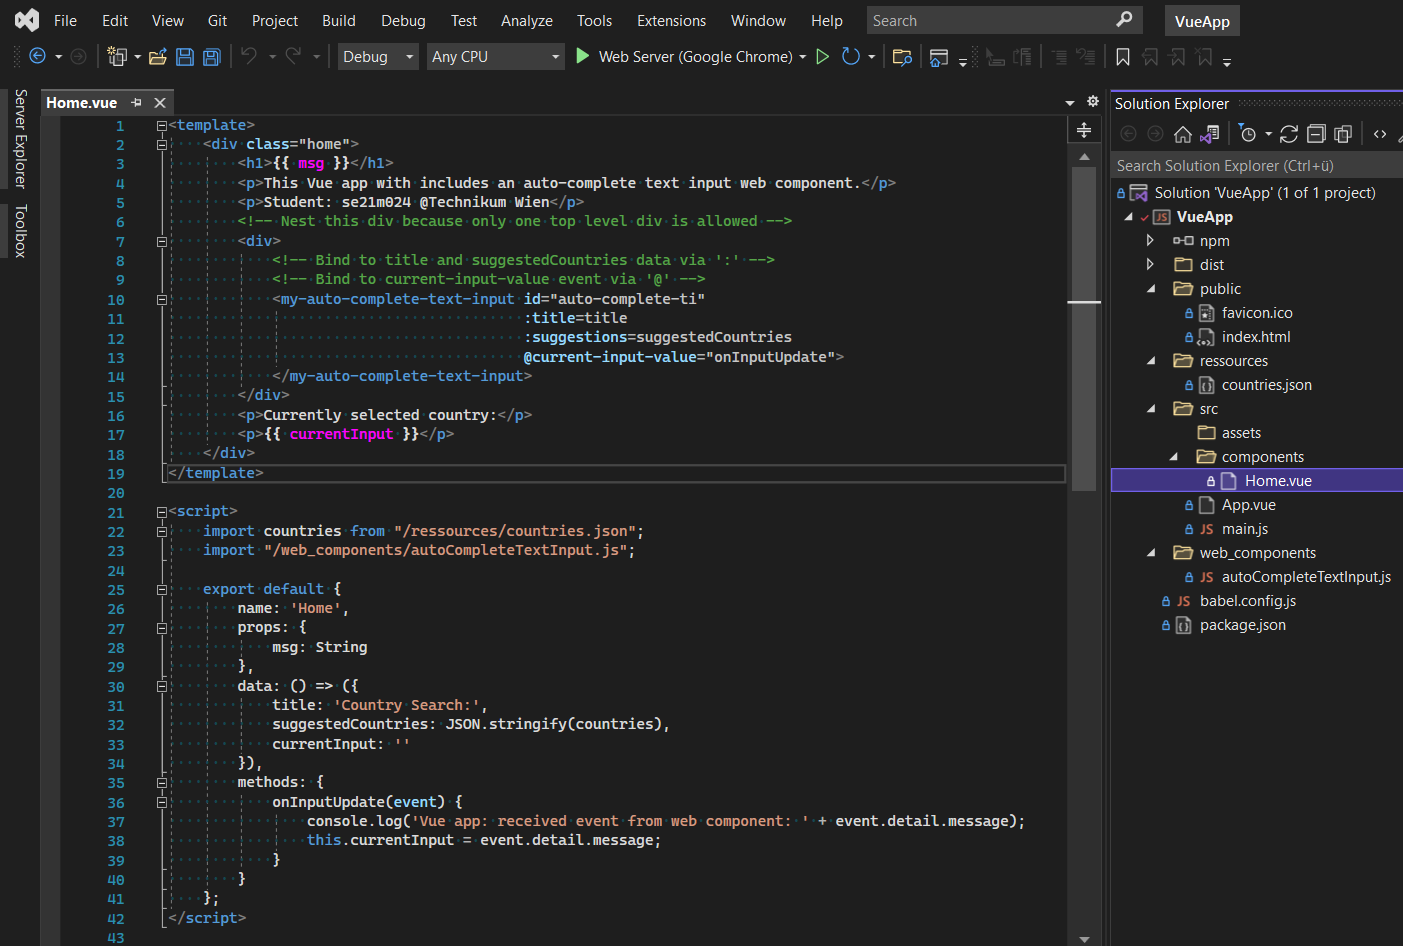 File Edit View Git Project Build Debug Test Analyze Tools Extensions Window Help Search VueApp
Debug Any CPU Web Server (Google Chrome)
Server Explorer
Toolbox
Home.vue
1 <template>
2 <div class="home">
3 <h1>{{ msg }}</h1>
4 <p>This Vue app with includes an auto-complete text input web component.</p>
5 <p>Student: se21m024 @Technikum Wien</p>
6 <!-- Nest this div because only one top level div is allowed -->
7 <div>
8 <!-- Bind to title and suggestedCountries data via ':' -->
9 <!-- Bind to current-input-value event via '@' -->
10 <my-auto-complete-text-input id="auto-complete-ti"
11 :title=title
12 :suggestions=suggestedCountries
13 @current-input-value="onInputUpdate">
14 </my-auto-complete-text-input>
15 </div>
16 <p>Currently selected country:</p>
17 <p>{{ currentInput }}</p>
18 </div>
19 </template>
20
21 <script>
22 import countries from "/ressources/countries.json";
23 import "/web_components/autoCompleteTextInput.js";
24
25 export default {
26 name: 'Home',
27 props: {
28 msg: String
29 },
30 data: () => ({
31 title: 'Country Search:',
32 suggestedCountries: JSON.stringify(countries),
33 currentInput: ''
34 }),
35 methods: {
36 onInputUpdate(event) {
37 console.log('Vue app: received event from web component: ' + event.detail.message);
38 this.currentInput = event.detail.message;
39 }
40 }
41 };
42 </script>
43
Solution Explorer
Search Solution Explorer (Ctrl+ü)
Solution 'VueApp' (1 of 1 project)
JS VueApp
npm
dist
public
favicon.ico
index.html
ressources
countries.json
src
assets
components
Home.vue
App.vue
JS main.js
web_components
JS autoCompleteTextInput.js
JS babel.config.js
package.json